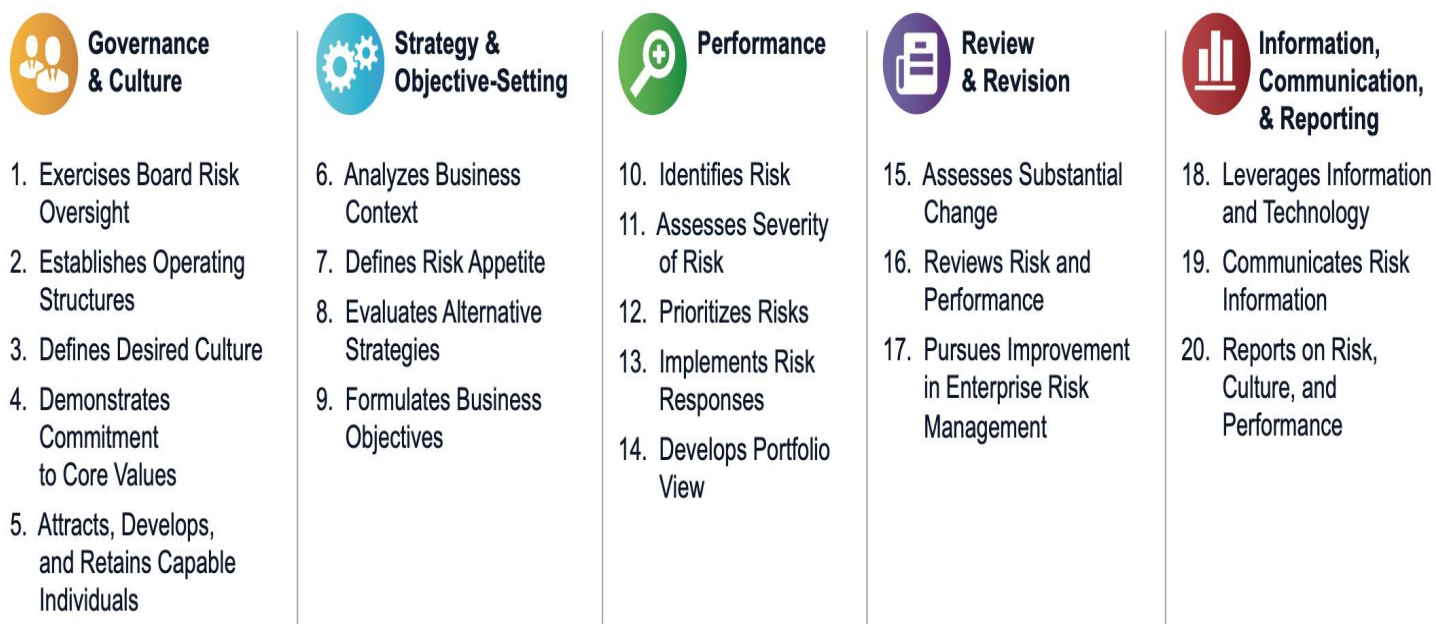 Governance
& Culture
1. Exercises Board Risk
Oversight
2. Establishes Operating
Structures
3. Defines Desired Culture
4. Demonstrates
Commitment
to Core Values
5. Attracts, Develops,
and Retains Capable
Individuals
Strategy &
Objective-Setting
6. Analyzes Business
Context
7. Defines Risk Appetite
8. Evaluates Alternative
Strategies
9. Formulates Business
Objectives
Performance
10. Identifies Risk
11. Assesses Severity
of Risk
12. Prioritizes Risks
13. Implements Risk
Responses
14. Develops Portfolio
View
Review
& Revision
15. Assesses Substantial
Change
16. Reviews Risk and
Performance
17. Pursues Improvement
in Enterprise Risk
Management
Information,
Communication,
& Reporting
18. Leverages Information
and Technology
19. Communicates Risk
Information
20. Reports on Risk,
Culture, and
Performance